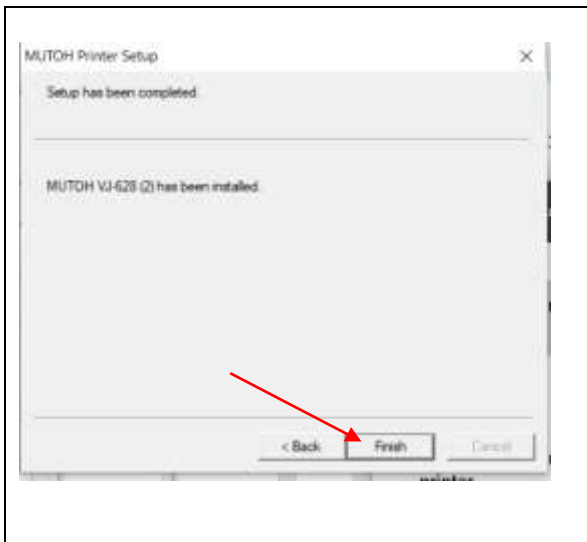 MUTOH Printer Setup
Setup has been completed.
MUTOH VJ-628 (2) has been installed.
< Back
Finish
Cancel
printer